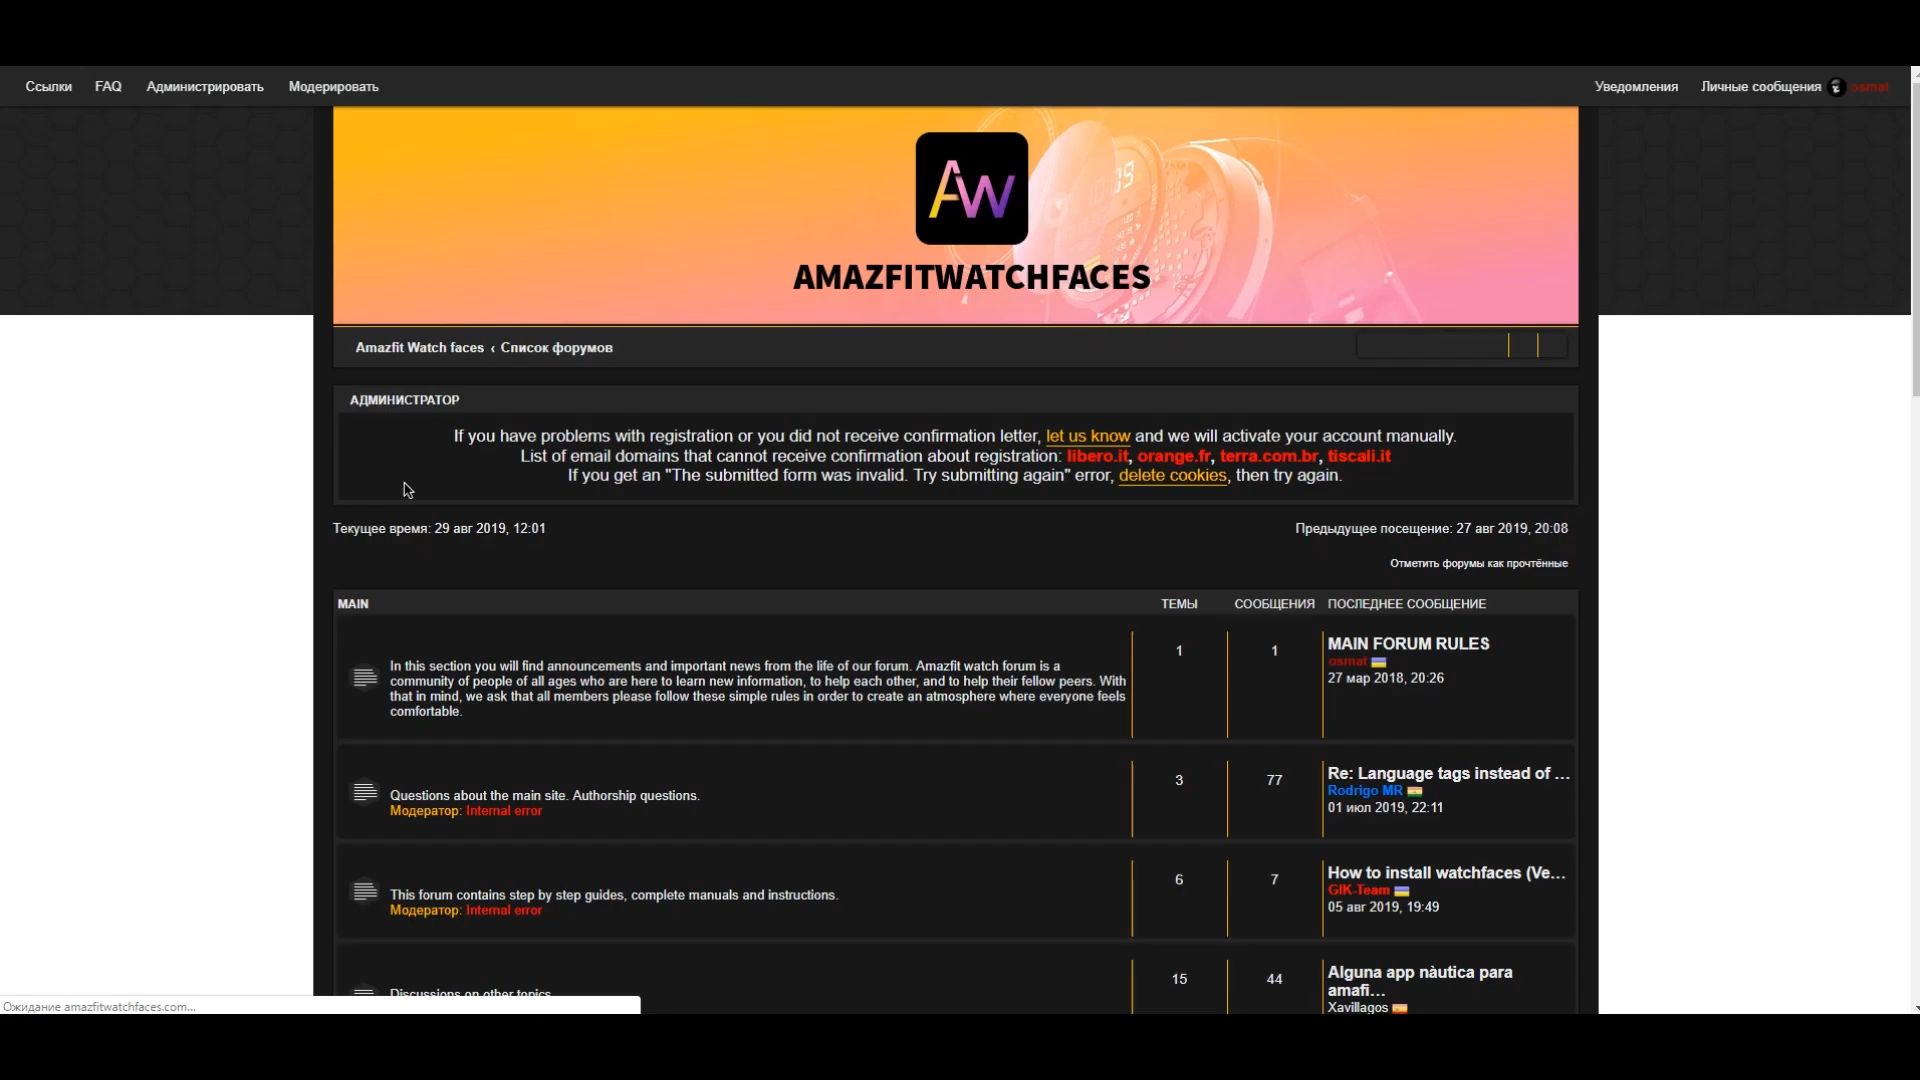 Ссылки FAQ Администрировать Модерировать Уведомления Личные сообщения osmat
AW
AMAZFITWATCHFACES
Amazfit Watch faces ‹ Список форумов
АДМИНИСТРАТОР
If you have problems with registration or you did not receive confirmation letter, let us know and we will activate your account manually.
List of email domains that cannot receive confirmation about registration: libero.it, orange.fr, terra.com.br, tiscali.it
If you get an "The submitted form was invalid. Try submitting again" error, delete cookies, then try again.
Текущее время: 29 авг 2019, 12:01 Предыдущее посещение: 27 авг 2019, 20:08
Отметить форумы как прочтённые
MAIN ТЕМЫ СООБЩЕНИЯ ПОСЛЕДНЕЕ СООБЩЕНИЕ
In this section you will find announcements and important news from the life of our forum. Amazfit watch forum is a
community of people of all ages who are here to learn new information, to help each other, and to help their fellow peers. With
that in mind, we ask that all members please follow these simple rules in order to create an atmosphere where everyone feels
comfortable.
1 1
MAIN FORUM RULES
osmat
27 мар 2018, 20:26
Questions about the main site. Authorship questions.
Модератор: Internal error
3 77
Re: Language tags instead of …
Rodrigo MR
01 июл 2019, 22:11
This forum contains step by step guides, complete manuals and instructions.
Модератор: Internal error
6 7
How to install watchfaces (Ve…
GIK-Team
05 авг 2019, 19:49
Discussions on other topics
15 44
Alguna app nàutica para
amafi…
Xavillagos
Ожидание amazfitwatchfaces.com...